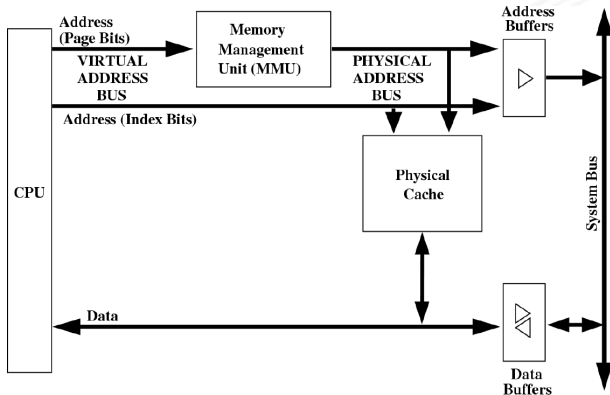 Address
(Page Bits)
VIRTUAL
ADDRESS
BUS
Address (Index Bits)
Memory
Management
Unit (MMU)
PHYSICAL
ADDRESS
BUS
Address
Buffers
CPU
Physical
Cache
System Bus
Data
Data
Buffers